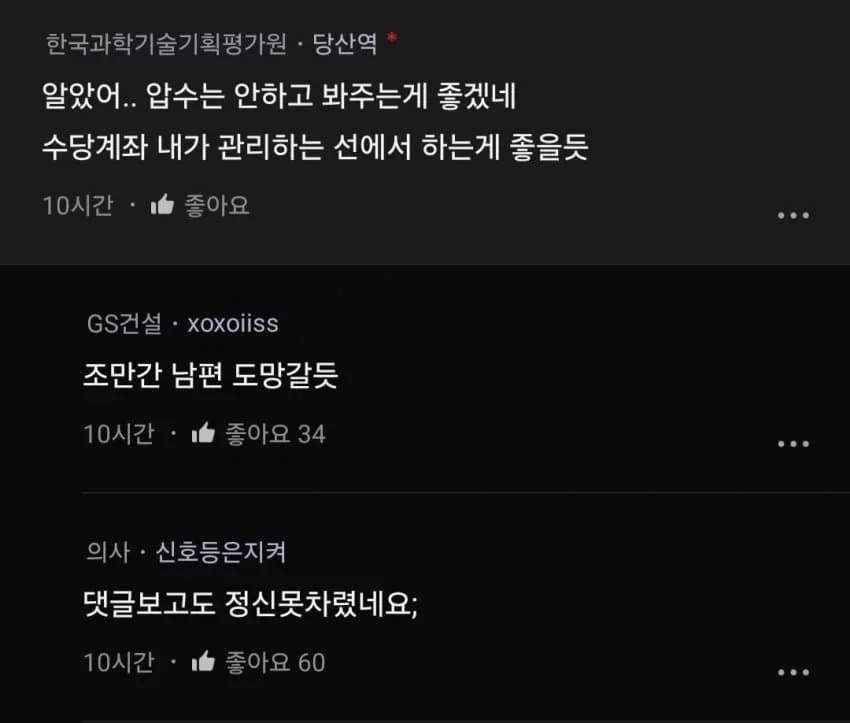 한국과학기술기획평가원 · 당산역 *
알았어.. 압수는 안하고 봐주는게 좋겠네
수당계좌 내가 관리하는 선에서 하는게 좋을듯
10시간 · 좋아요
GS건설 · xoxoiiss
조만간 남편 도망갈듯
10시간 · 좋아요 34
의사 · 신호등은지켜
댓글보고도 정신못차렸네요;
10시간 · 좋아요 60